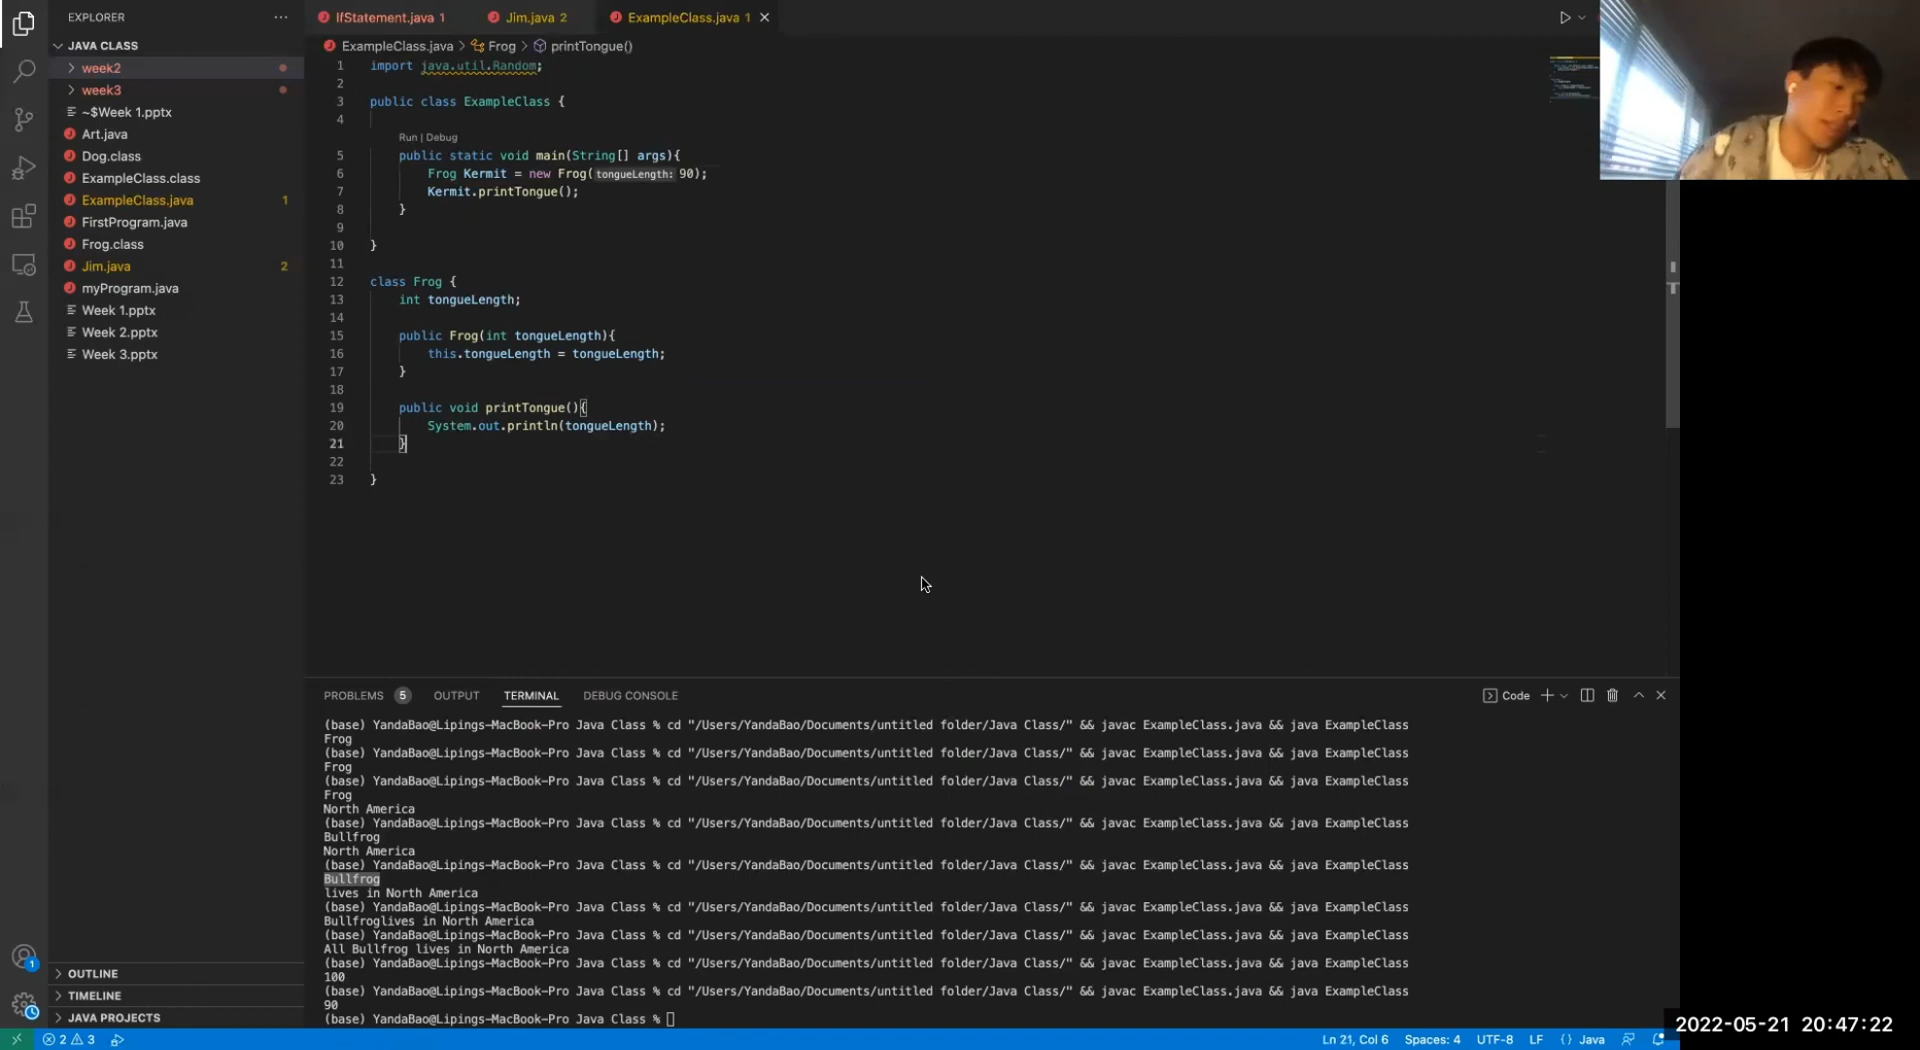 EXPLORER
JAVA CLASS
week2
week3
~$Week 1.pptx
Art.java
Dog.class
ExampleClass.class
ExampleClass.java 1
FirstProgram.java
Frog.class
Jim.java 2
myProgram.java
Week 1.pptx
Week 2.pptx
Week 3.pptx
OUTLINE
TIMELINE
JAVA PROJECTS
IfStatement.java 1 Jim.java 2 ExampleClass.java 1
ExampleClass.java > Frog > printTongue()
1 import java.util.Random;
2
3 public class ExampleClass {
4
Run | Debug
5 public static void main(String[] args){
6 Frog Kermit = new Frog(tongueLength: 90);
7 Kermit.printTongue();
8 }
9
10 }
11
12 class Frog {
13 int tongueLength;
14
15 public Frog(int tongueLength){
16 this.tongueLength = tongueLength;
17 }
18
19 public void printTongue(){
20 System.out.println(tongueLength);
21 }
22
23 }
PROBLEMS 5 OUTPUT TERMINAL DEBUG CONSOLE Code
(base) YandaBao@Lipings-MacBook-Pro Java Class % cd "/Users/YandaBao/Documents/untitled folder/Java Class/" && javac ExampleClass.java && java ExampleClass
Frog
(base) YandaBao@Lipings-MacBook-Pro Java Class % cd "/Users/YandaBao/Documents/untitled folder/Java Class/" && javac ExampleClass.java && java ExampleClass
Frog
(base) YandaBao@Lipings-MacBook-Pro Java Class % cd "/Users/YandaBao/Documents/untitled folder/Java Class/" && javac ExampleClass.java && java ExampleClass
Frog
North America
(base) YandaBao@Lipings-MacBook-Pro Java Class % cd "/Users/YandaBao/Documents/untitled folder/Java Class/" && javac ExampleClass.java && java ExampleClass
Bullfrog
North America
(base) YandaBao@Lipings-MacBook-Pro Java Class % cd "/Users/YandaBao/Documents/untitled folder/Java Class/" && javac ExampleClass.java && java ExampleClass
Bullfrog
lives in North America
(base) YandaBao@Lipings-MacBook-Pro Java Class % cd "/Users/YandaBao/Documents/untitled folder/Java Class/" && javac ExampleClass.java && java ExampleClass
Bullfroglives in North America
(base) YandaBao@Lipings-MacBook-Pro Java Class % cd "/Users/YandaBao/Documents/untitled folder/Java Class/" && javac ExampleClass.java && java ExampleClass
All Bullfrog lives in North America
(base) YandaBao@Lipings-MacBook-Pro Java Class % cd "/Users/YandaBao/Documents/untitled folder/Java Class/" && javac ExampleClass.java && java ExampleClass
100
(base) YandaBao@Lipings-MacBook-Pro Java Class % cd "/Users/YandaBao/Documents/untitled folder/Java Class/" && javac ExampleClass.java && java ExampleClass
90
(base) YandaBao@Lipings-MacBook-Pro Java Class %
1
2 3 Ln 21, Col 6 Spaces: 4 UTF-8 LF {} Java
2022-05-21 20:47:22